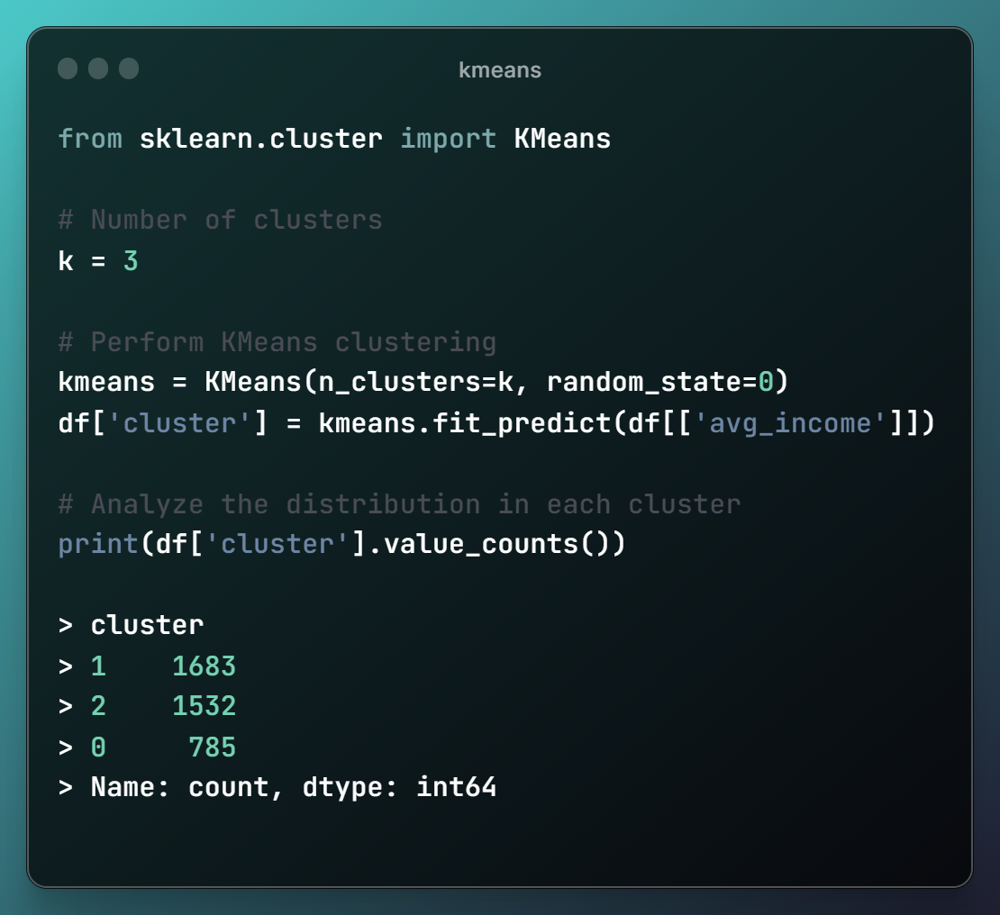 kmeans
from sklearn.cluster import KMeans
# Number of clusters
k = 3
# Perform KMeans clustering
kmeans = KMeans(n_clusters=k, random_state=0)
df['cluster'] = kmeans.fit_predict(df[['avg_income']])
# Analyze the distribution in each cluster
print(df['cluster'].value_counts())
> cluster
> 1    1683
> 2    1532
> 0     785
> Name: count, dtype: int64